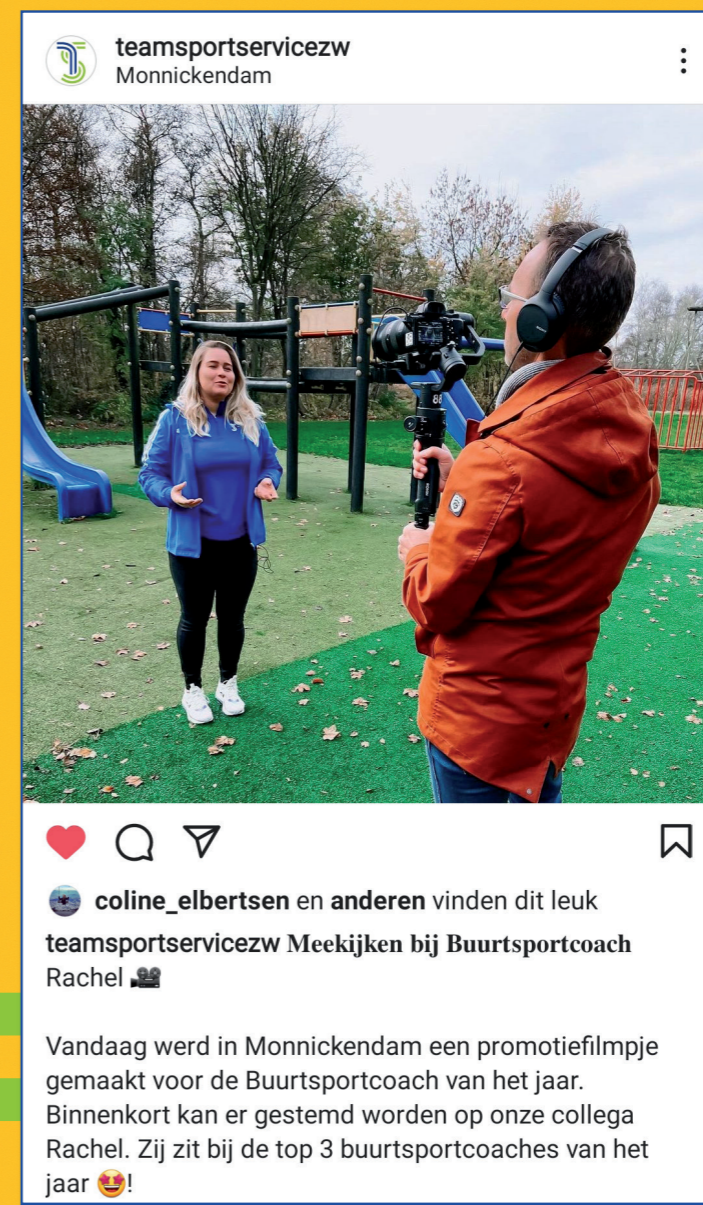 teamsportservicezw
Monnickendam
88
coline_elbertsen en anderen vinden dit leuk
teamsportservicezw Meekijken bij Buurtsportcoach
Rachel 🎥

Vandaag werd in Monnickendam een promotiefilmpje
gemaakt voor de Buurtsportcoach van het jaar.
Binnenkort kan er gestemd worden op onze collega
Rachel. Zij zit bij de top 3 buurtsportcoaches van het
jaar 🤩!